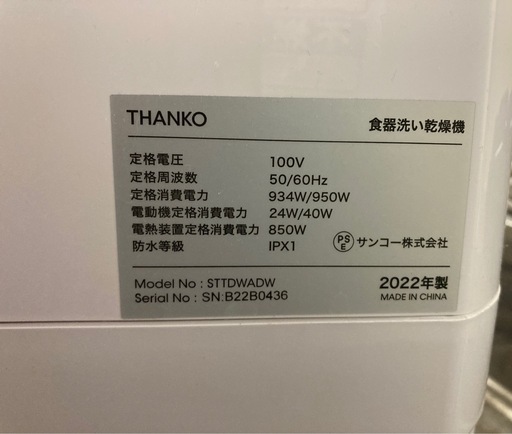 THANKO 食器洗い乾燥機
定格電圧 100V
定格周波数 50/60Hz
定格消費電力 934W/950W
電動機定格消費電力 24W/40W
電熱装置定格消費電力 850W
防水等級 IPX1 PSE サンコー株式会社
Model No : STTDWADW 2022年製
Serial No : SN:B22B0436 MADE IN CHINA